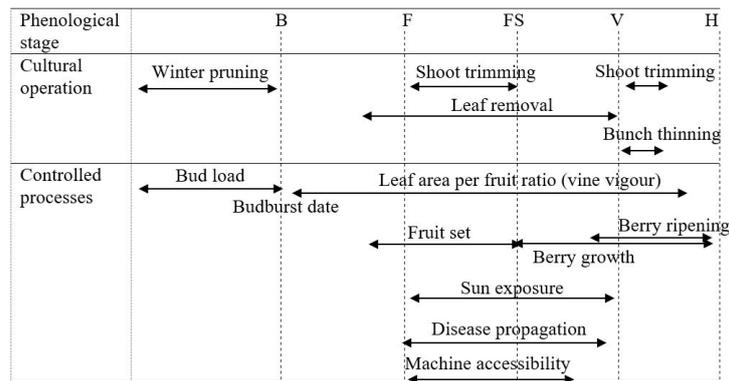 Phenological stage B F FS V H
Cultural operation
Winter pruning Shoot trimming Shoot trimming
Leaf removal
Bunch thinning
Controlled processes
Bud load Leaf area per fruit ratio (vine vigour)
Budburst date
Fruit set Berry ripening
Berry growth
Sun exposure
Disease propagation
Machine accessibility